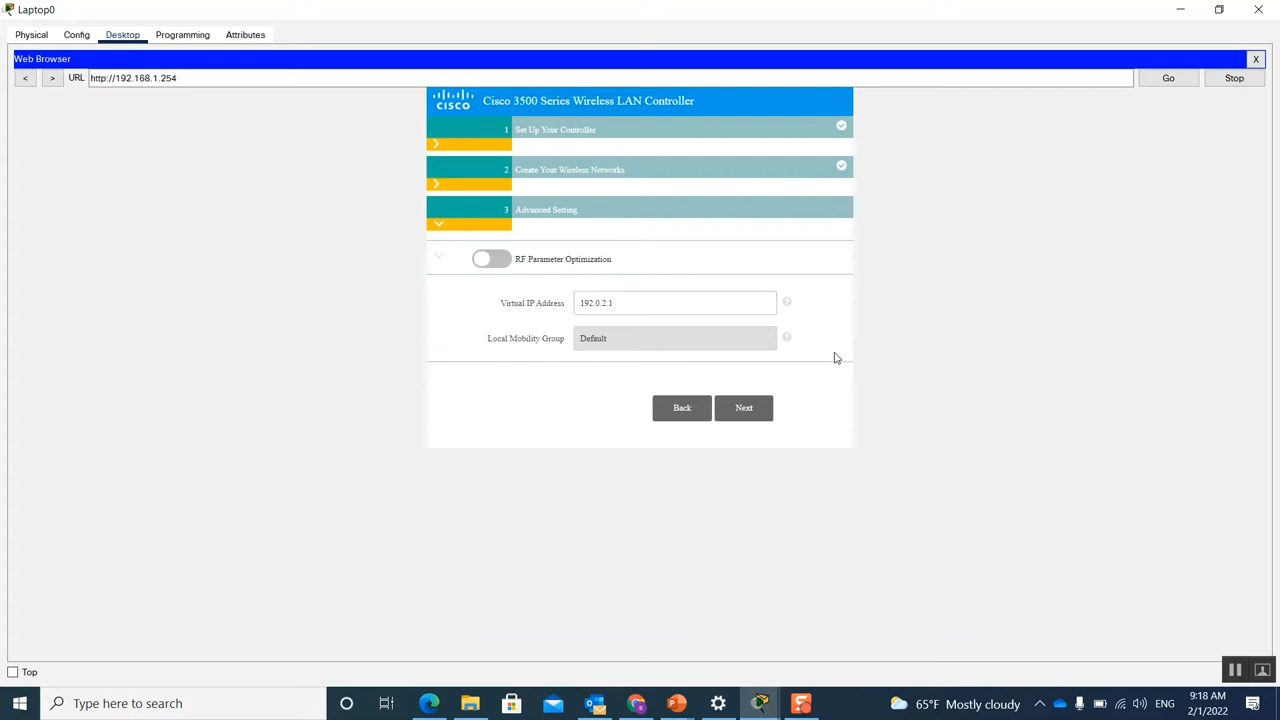 Laptop0
Physical Config Desktop Programming Attributes
Web Browser X
< > URL http://192.168.1.254 Go Stop
CISCO Cisco 3500 Series Wireless LAN Controller
1 Set Up Your Controller
2 Create Your Wireless Networks
3 Advanced Setting
RF Parameter Optimization
Virtual IP Address 192.0.2.1 ?
Local Mobility Group Default ?
Back Next
Top
Type here to search 65°F Mostly cloudy ENG 9:18 AM
2/1/2022